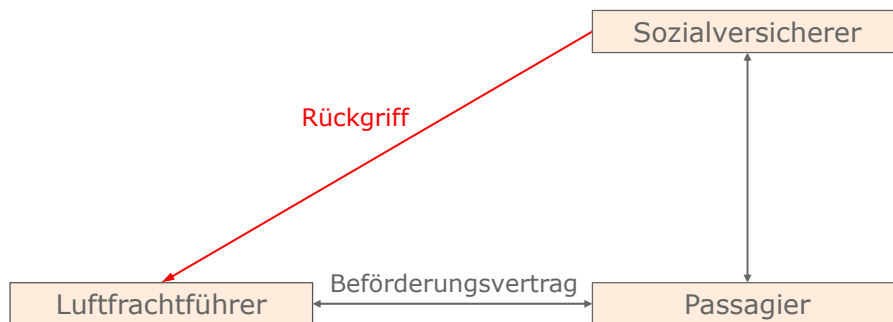 Sozialversicherer
Rückgriff
Beförderungsvertrag
Luftfrachtführer
Passagier